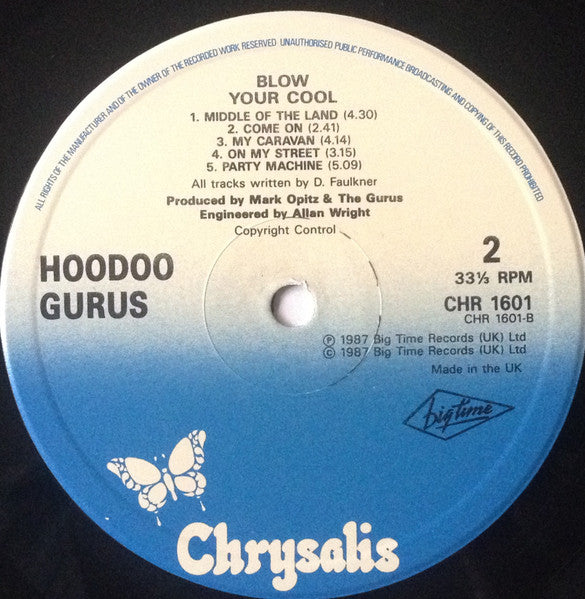 ALL RIGHTS OF THE MANUFACTURER AND OF THE OWNER OF THE RECORDED WORK RESERVED UNAUTHORISED PUBLIC PERFORMANCE BROADCASTING AND COPYING OF THIS RECORD PROHIBITED
BLOW
YOUR COOL
1. MIDDLE OF THE LAND (4.30)
2. COME ON (2.41)
3. MY CARAVAN (4.14)
4. ON MY STREET (3.15)
5. PARTY MACHINE (5.09)
All tracks written by D. Faulkner
Produced by Mark Opitz & The Gurus
Engineered by Allan Wright
Copyright Control
HOODOO
GURUS
2
33⅓ RPM
CHR 1601
CHR 1601-B
℗ 1987 Big Time Records (UK) Ltd
© 1987 Big Time Records (UK) Ltd
Made in the UK
big time
Chrysalis